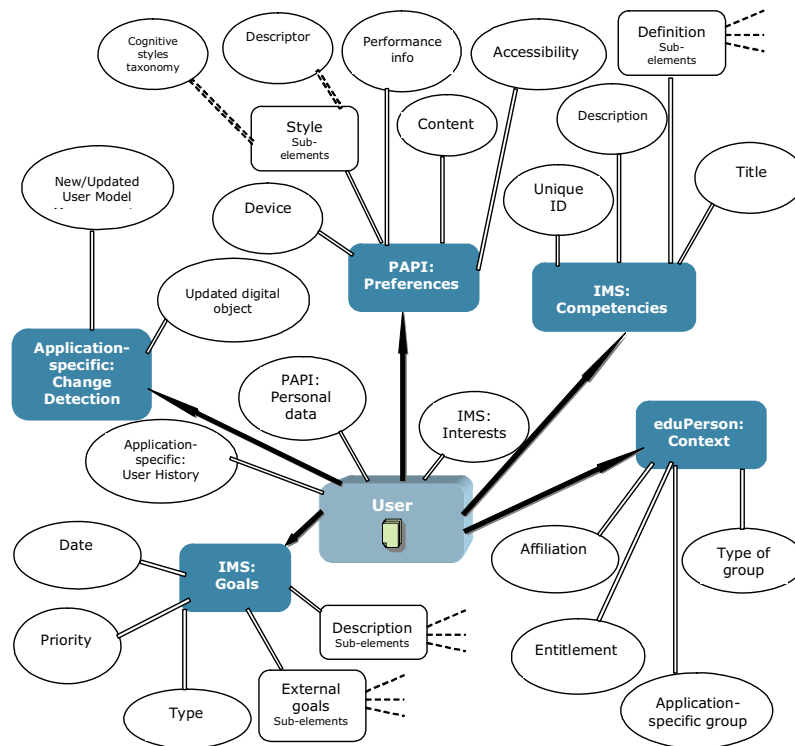 Cognitive
styles
taxonomy
Descriptor
Performance
info
Accessibility
Definition
Sub-
elements
Style
Sub-
elements
Content
Description
Title
New/Updated
User Model
Device
Unique
ID
PAPI:
Preferences
IMS:
Competencies
Updated digital
object
Application-
specific:
Change
Detection
PAPI:
Personal
data
IMS:
Interests
eduPerson:
Context
Application-
specific:
User History
User
Date
IMS:
Goals
Affiliation
Type of
group
Priority
Description
Sub-elements
Entitlement
Type
External
goals
Sub-elements
Application-
specific group